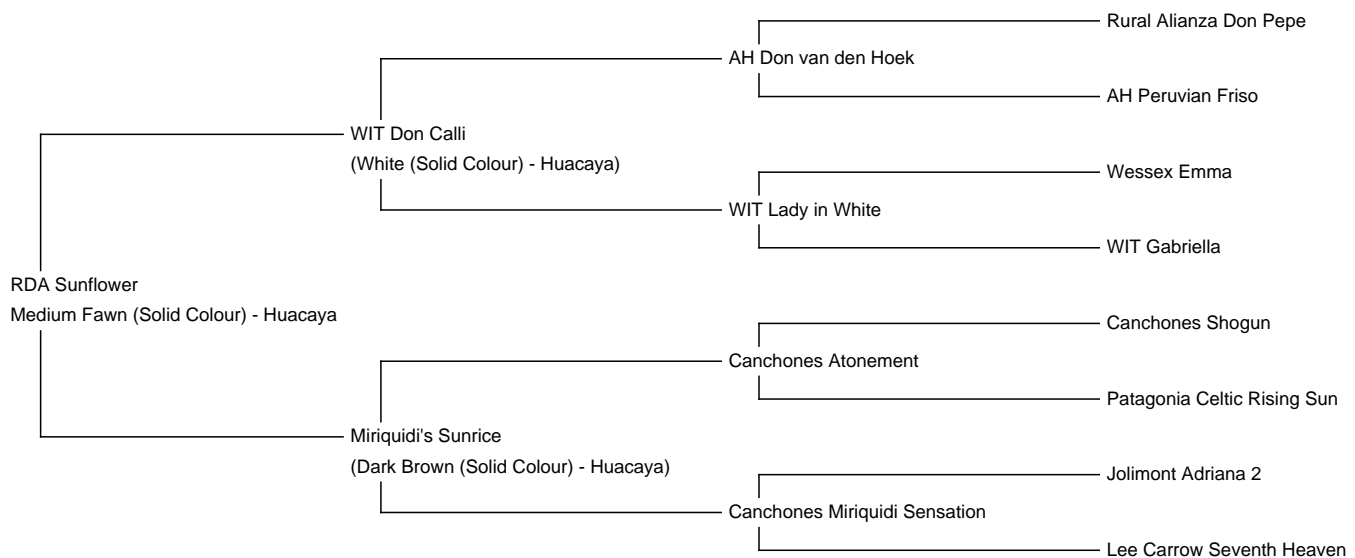 Rural Alianza Don Pepe
AH Don van den Hoek
AH Peruvian Friso
WIT Don Calli
(White (Solid Colour) - Huacaya)
Wessex Emma
WIT Lady in White
WIT Gabriella
RDA Sunflower
Medium Fawn (Solid Colour) - Huacaya
Canchones Shogun
Canchones Atonement
Patagonia Celtic Rising Sun
Miriquidi's Sunrice
(Dark Brown (Solid Colour) - Huacaya)
Jolimont Adriana 2
Canchones Miriquidi Sensation
Lee Carrow Seventh Heaven